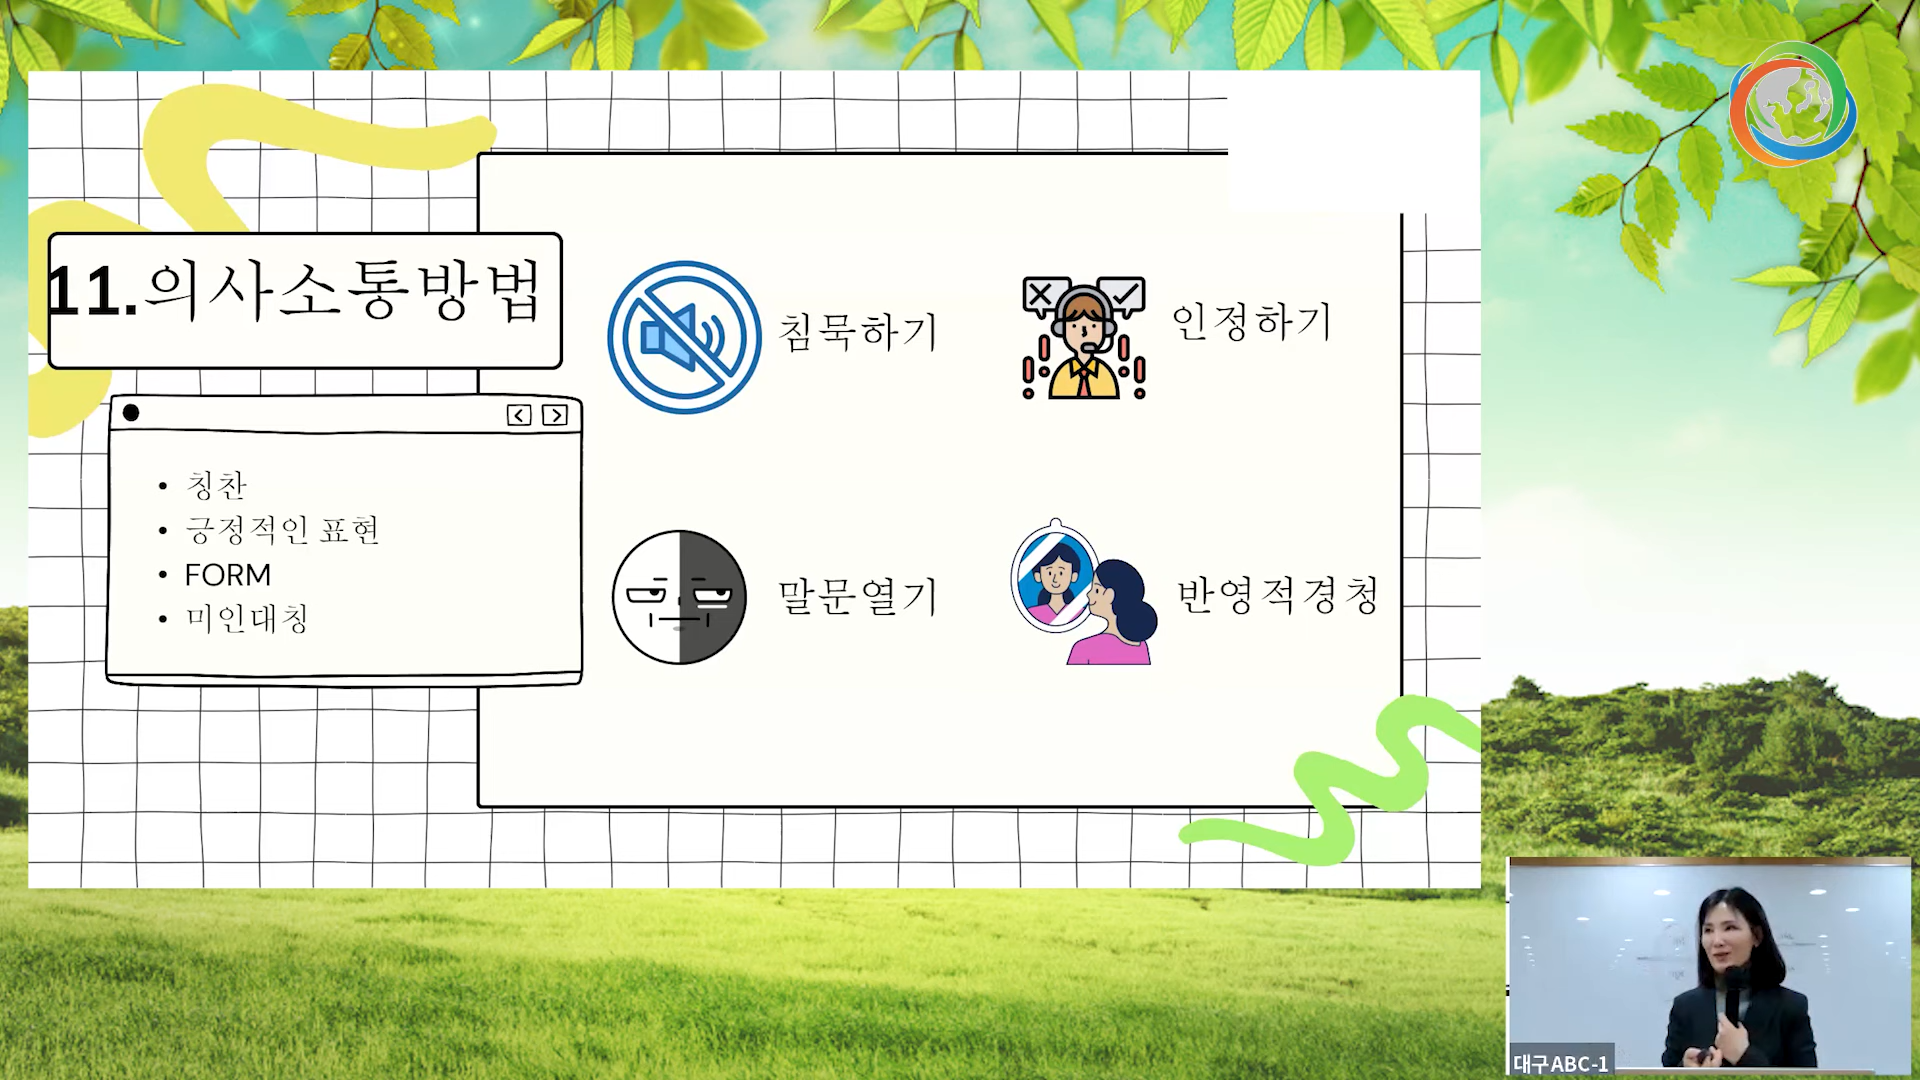 11.의사소통방법
• 칭찬
• 긍정적인 표현
• FORM
• 미인대칭
침묵하기
인정하기
말문열기
반영적경청
대구ABC-1